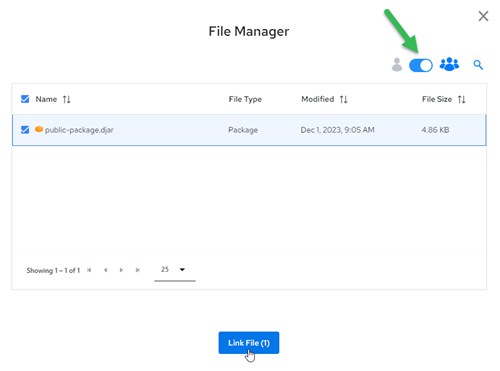 File Manager
Name File Type Modified File Size
public-package.djar Package Dec 1, 2023, 9:05 AM 4.86 KB
Showing 1 – 1 of 1 25
Link File (1)